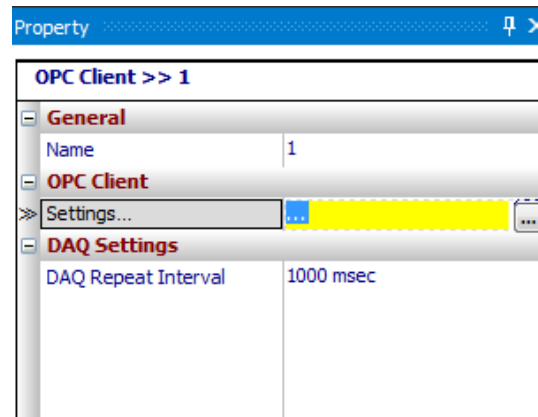 Property
OPC Client >> 1
General
Name 1
OPC Client
Settings... ... ...
DAQ Settings
DAQ Repeat Interval 1000 msec